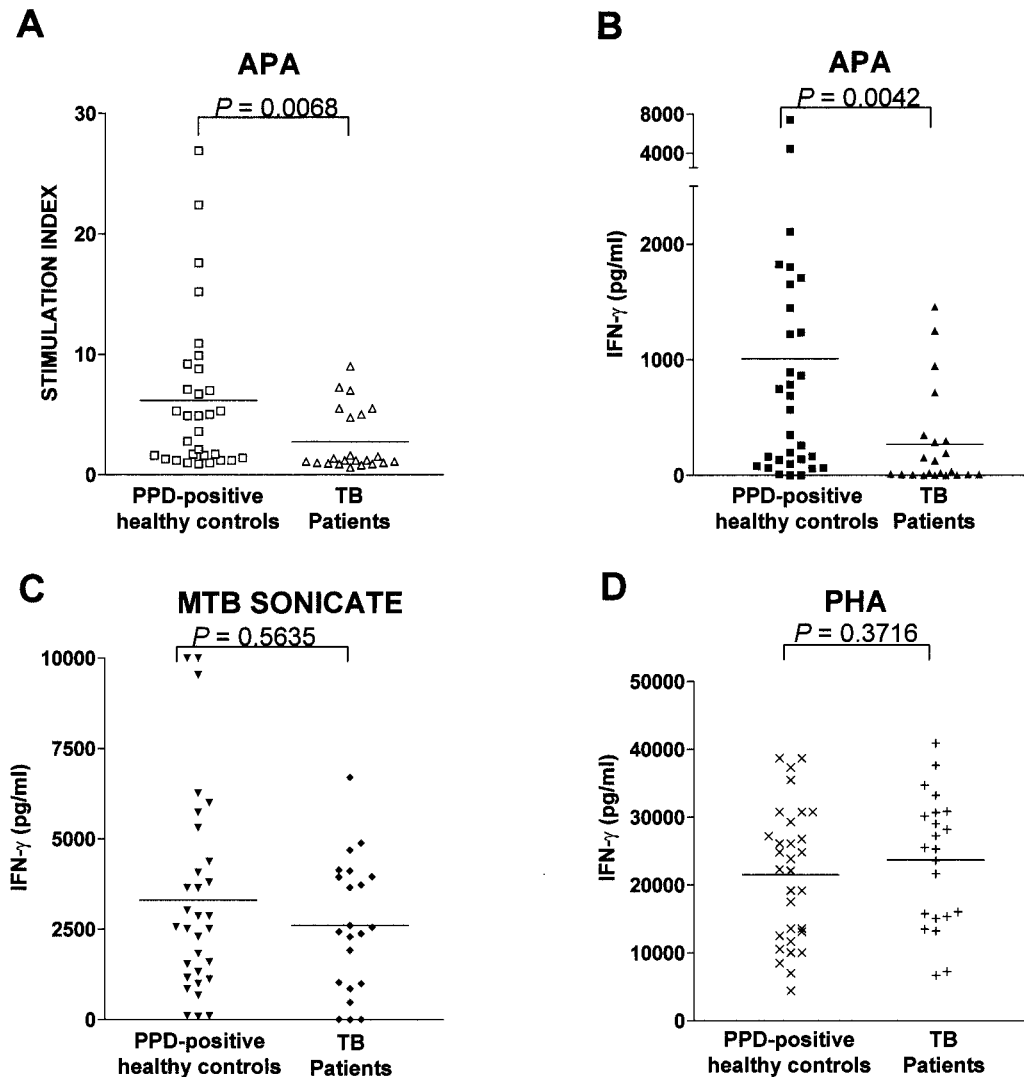 A
APA
P = 0.0068
30
20
10
0
STIMULATION INDEX
PPD-positive
healthy controls
TB
Patients
B
APA
P = 0.0042
8000
4000
2000
1000
0
IFN-γ (pg/ml)
PPD-positive
healthy controls
TB
Patients
C
MTB SONICATE
P = 0.5635
10000
7500
5000
2500
0
IFN-γ (pg/ml)
PPD-positive
healthy controls
TB
Patients
D
PHA
P = 0.3716
50000
40000
30000
20000
10000
0
IFN-γ (pg/ml)
PPD-positive
healthy controls
TB
Patients